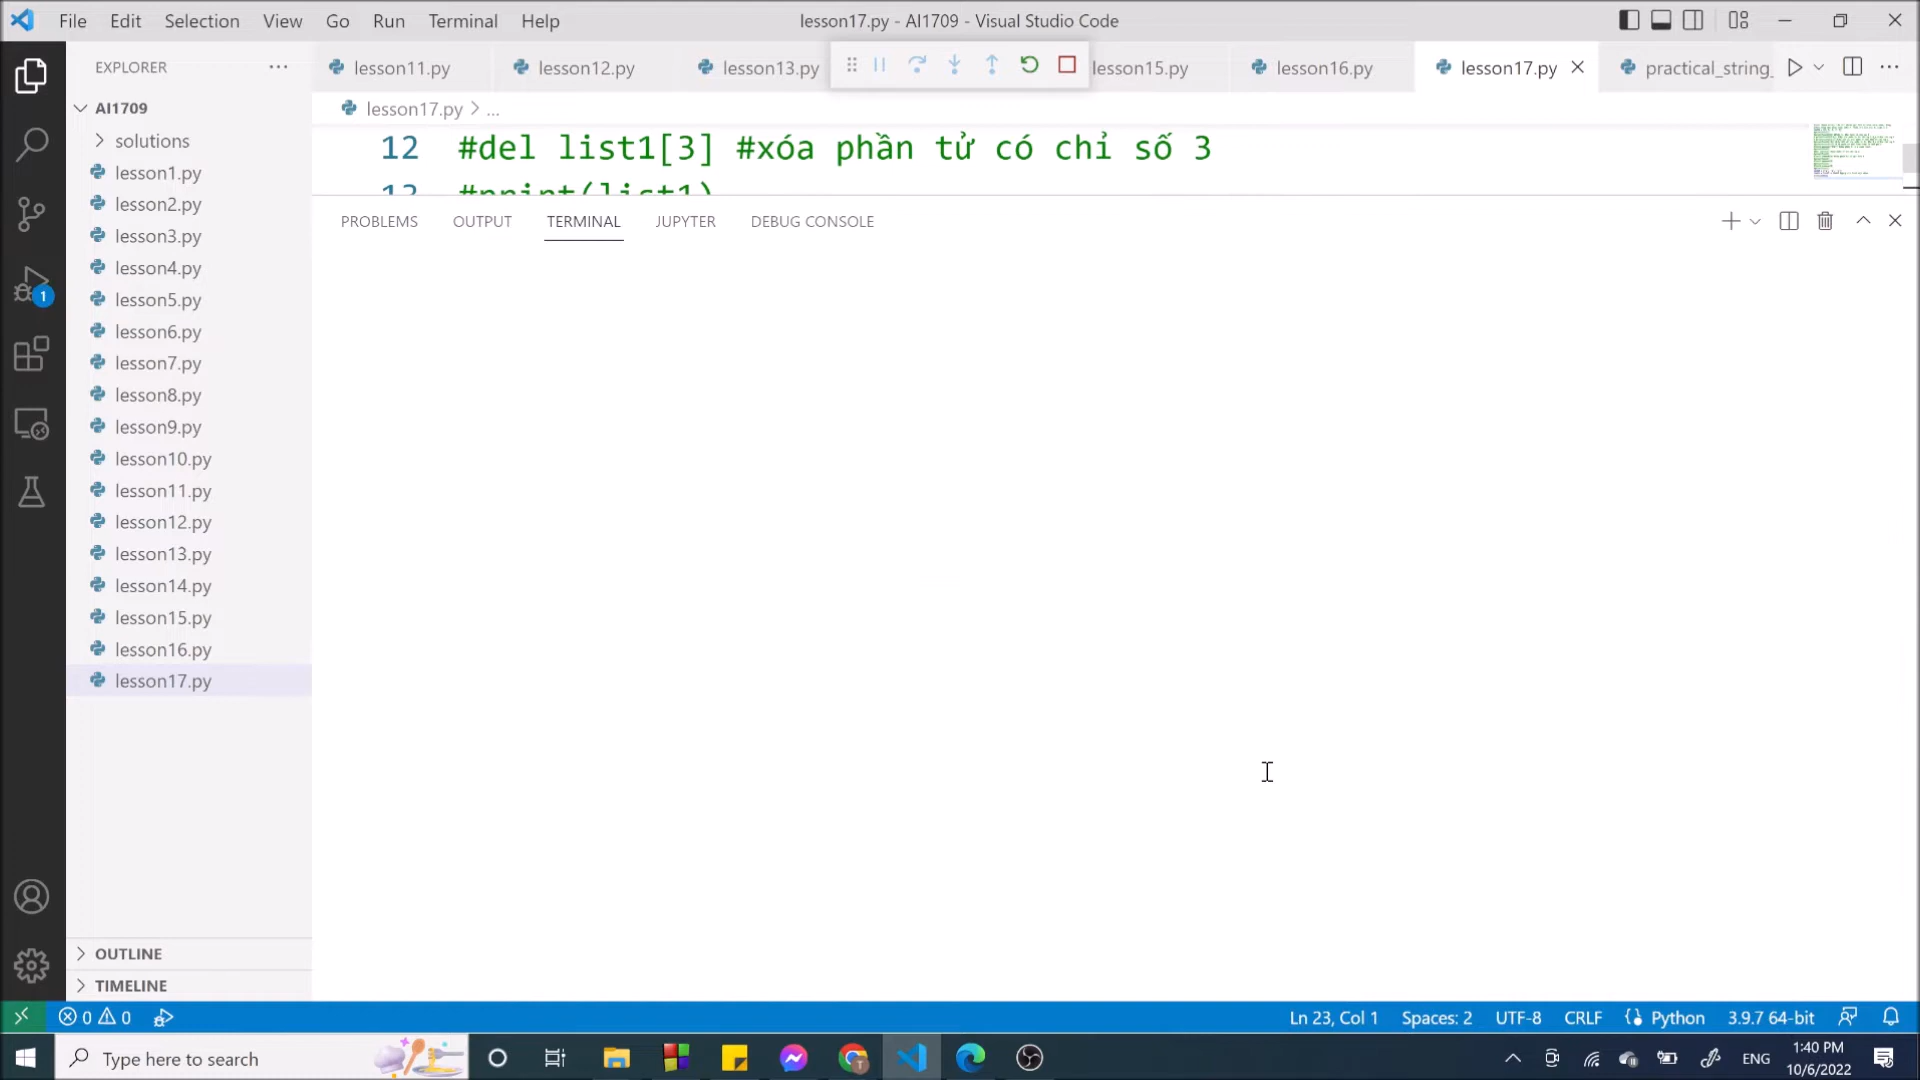 File Edit Selection View Go Run Terminal Help
lesson17.py - AI1709 - Visual Studio Code
EXPLORER
lesson11.py
lesson12.py
lesson13.py
lesson15.py
lesson16.py
lesson17.py
practical_string_
AI1709
lesson17.py > ...
solutions
lesson1.py
lesson2.py
lesson3.py
lesson4.py
lesson5.py
lesson6.py
lesson7.py
lesson8.py
lesson9.py
lesson10.py
lesson11.py
lesson12.py
lesson13.py
lesson14.py
lesson15.py
lesson16.py
lesson17.py
OUTLINE
TIMELINE
12 #del list1[3] #xóa phần tử có chỉ số 3
13 #print(list1)
PROBLEMS OUTPUT TERMINAL JUPYTER DEBUG CONSOLE
1
0 0
Ln 23, Col 1 Spaces: 2 UTF-8 CRLF Python 3.9.7 64-bit
Type here to search
T
ENG
1:40 PM
10/6/2022